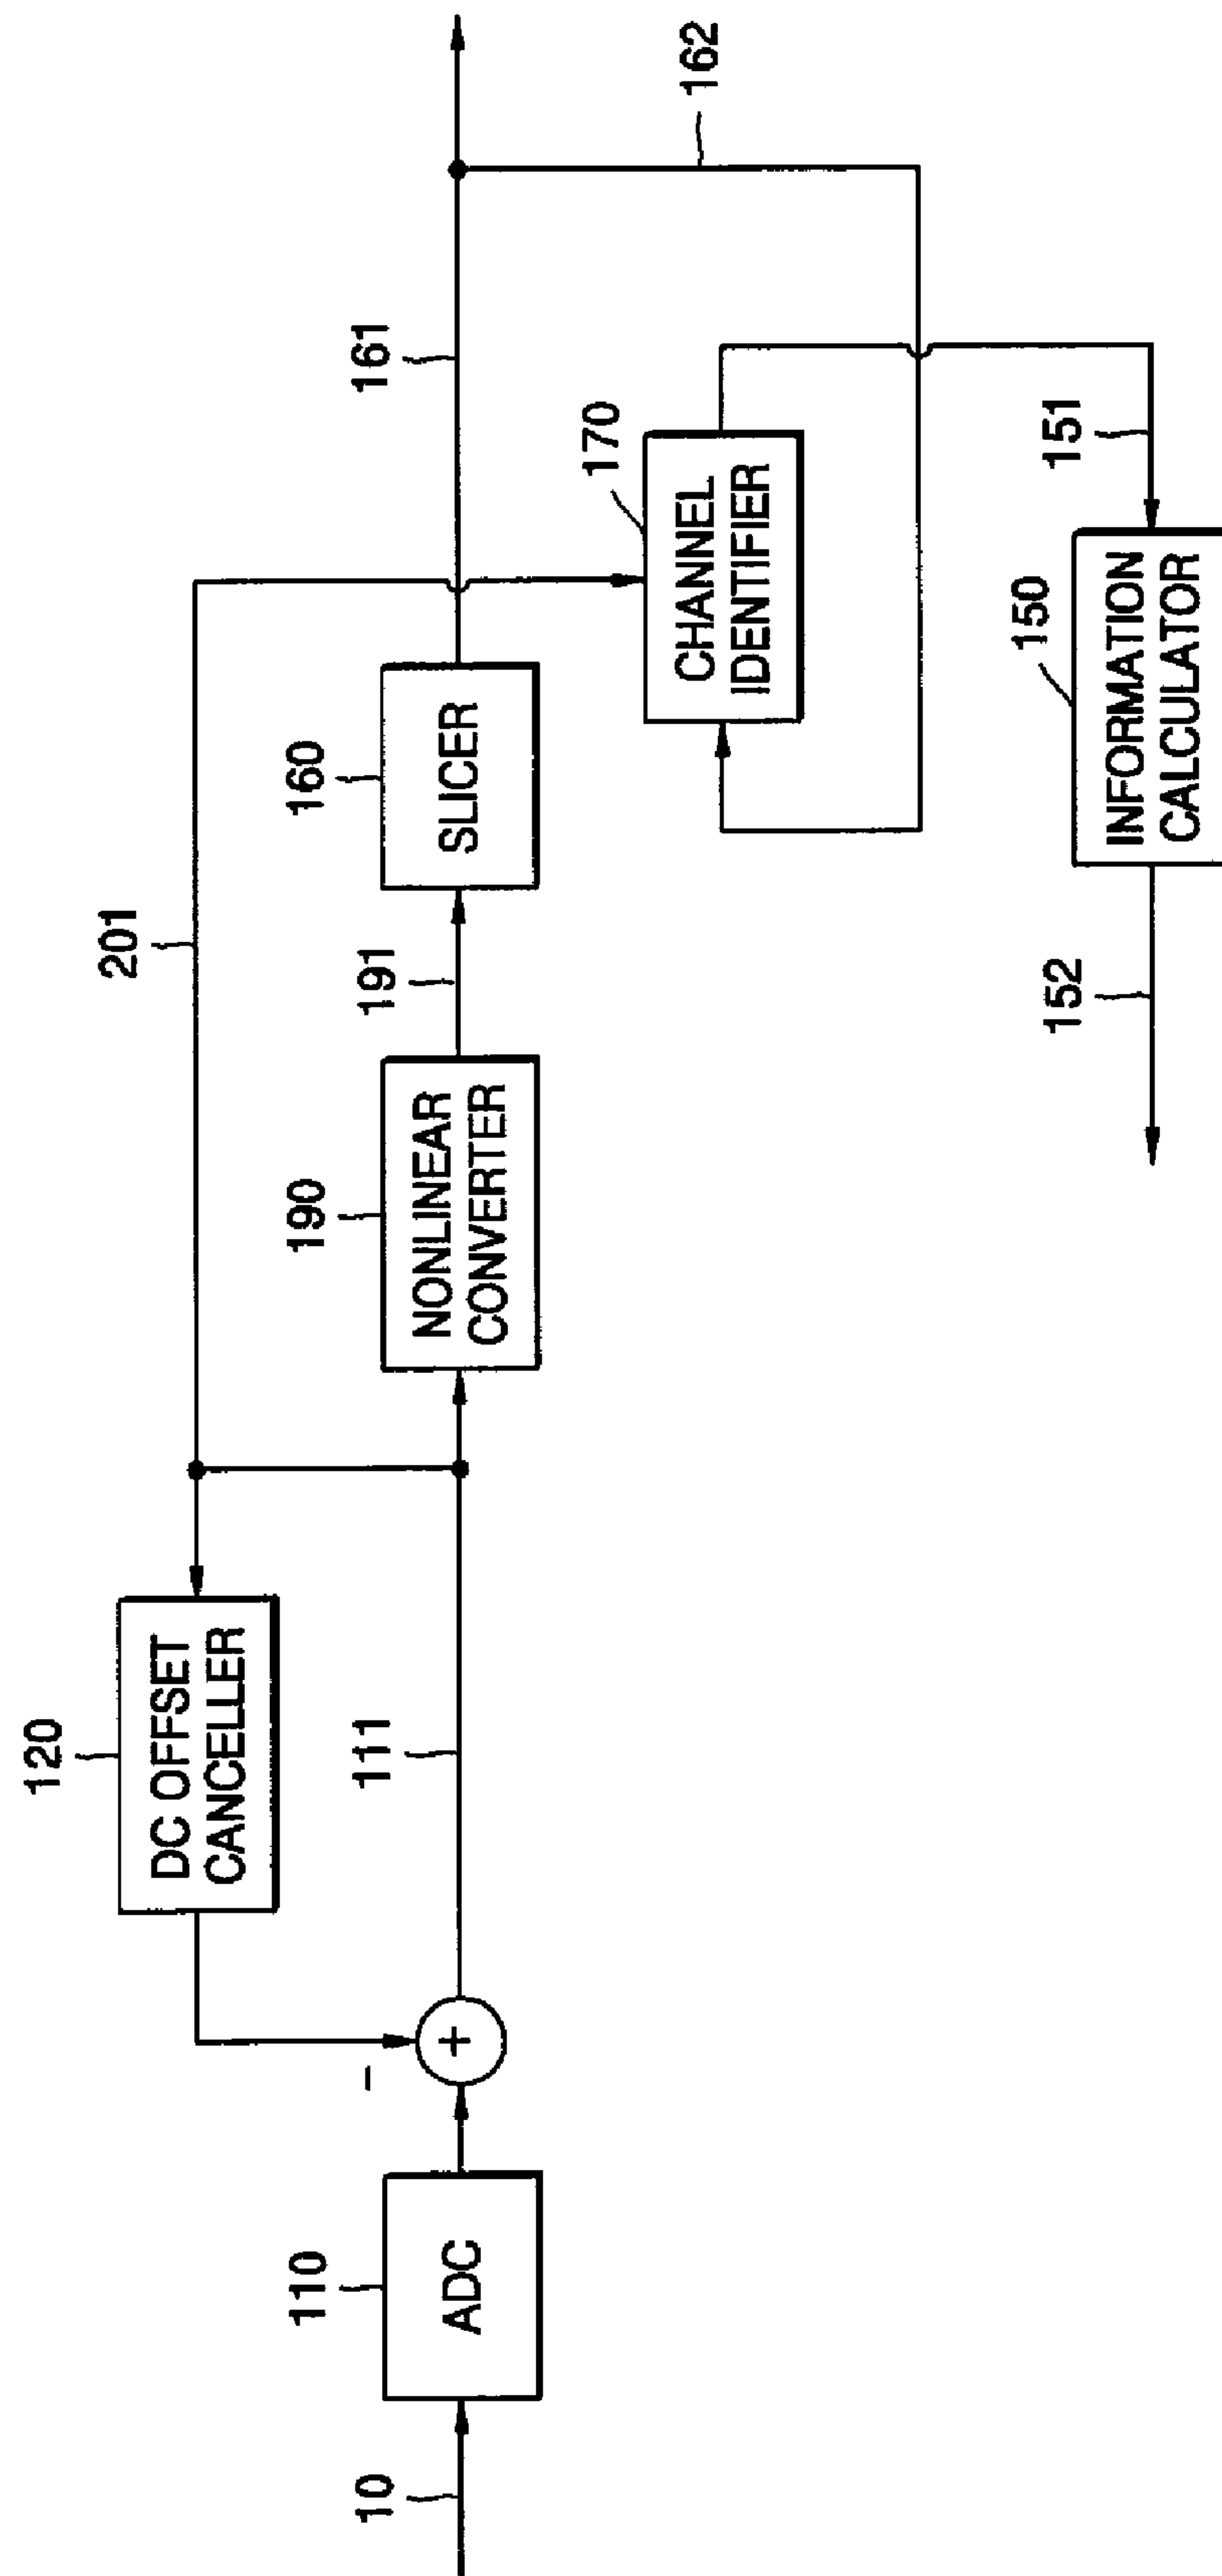 120
DC OFFSET
CANCELLER
201
10
110
ADC
+
-
111
190
NONLINEAR
CONVERTER
191
160
SLICER
161
162
170
CHANNEL
IDENTIFIER
152
150
INFORMATION
CALCULATOR
151